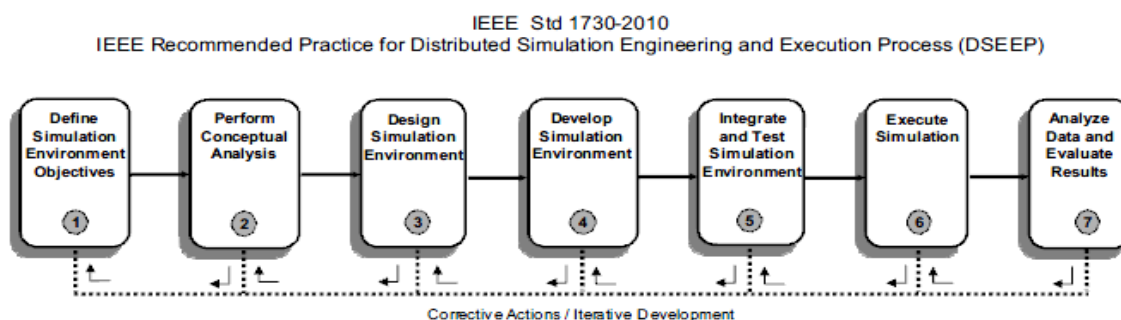 IEEE Std 1730-2010
IEEE Recommended Practice for Distributed Simulation Engineering and Execution Process (DSEEP)
Define
Simulation
Environment
Objectives
1
Perform
Conceptual
Analysis
2
Design
Simulation
Environment
3
Develop
Simulation
Environment
4
Integrate
and Test
Simulation
Environment
5
Execute
Simulation
6
Analyze
Data and
Evaluate
Results
7
Corrective Actions / Iterative Development